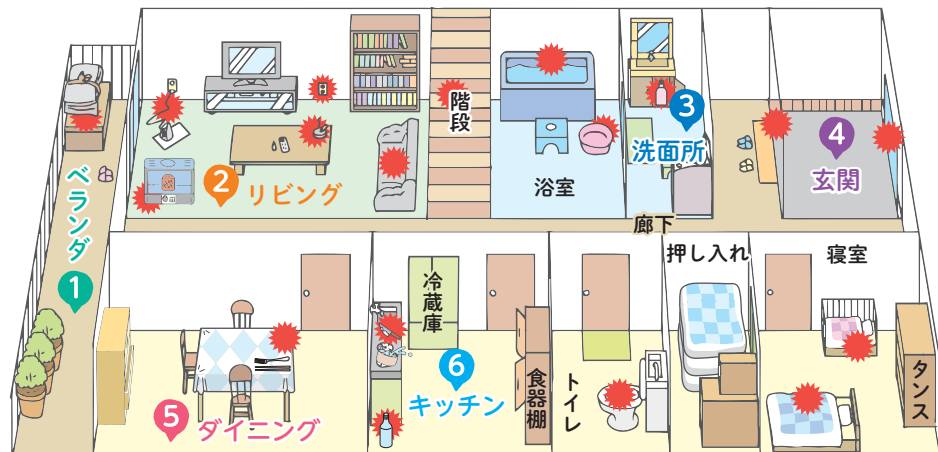 階段
3
洗面所
4
玄関
ベランダ
1
2 リビング
浴室
廊下
押し入れ
寝室
冷蔵庫
6
キッチン
食器棚
トイレ
タンス
5 ダイニング